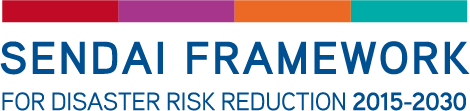 SENDAI FRAMEWORK
FOR DISASTER RISK REDUCTION 2015-2030